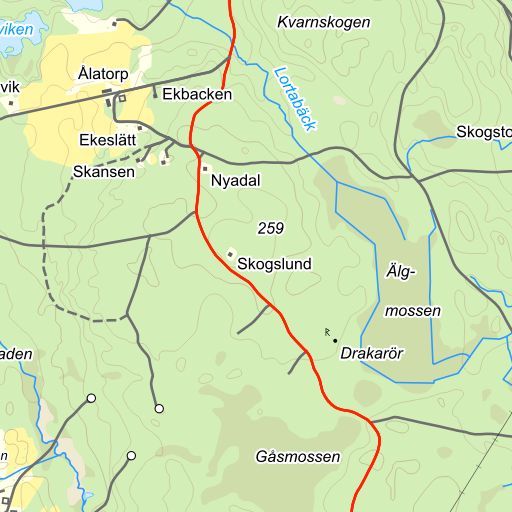 Kvarnskogen
viken
Ålatorp
vik
Ekbacken
Lortabäck
Ekeslätt
Skogsto
Skansen
Nyadal
259
Skogslund
Älg-
mossen
Drakarör
aden
Gåsmossen
n